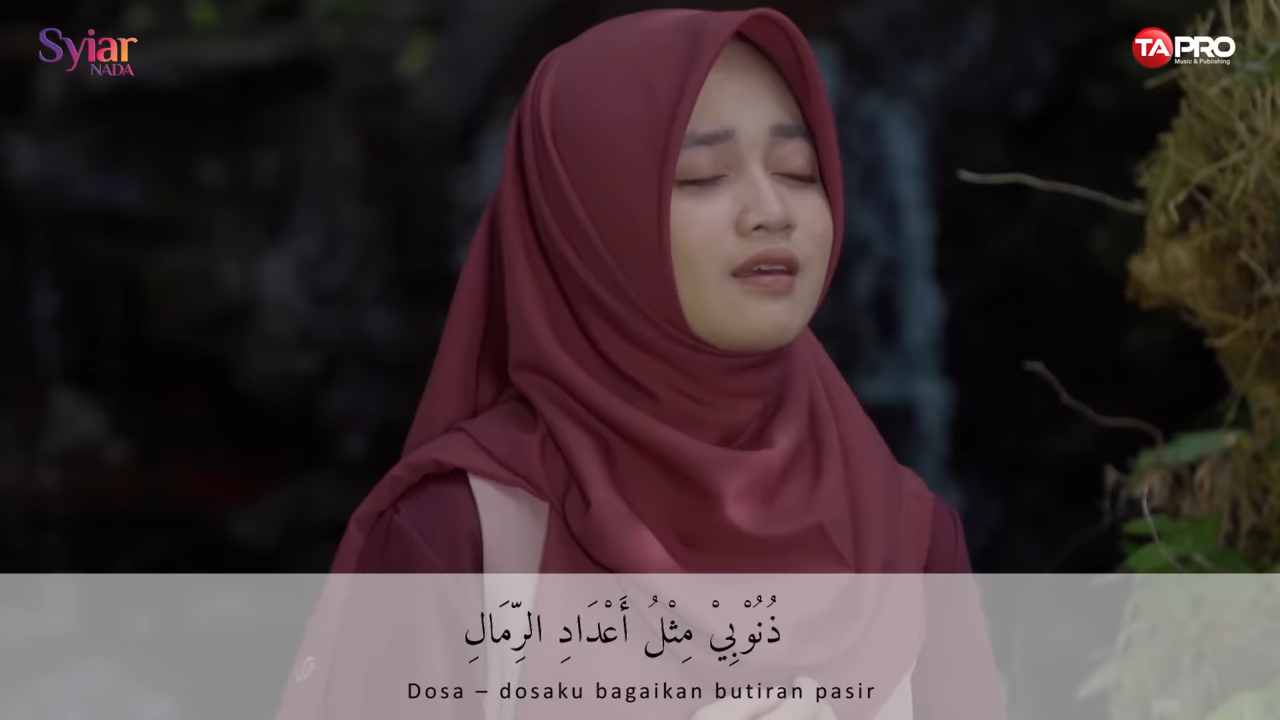 Syiar
NADA
TA PRO
Music & Publishing
ذُنُوْبِيْ مِثْلُ أَعْدَادِ الرِّمَالِ
Dosa – dosaku bagaikan butiran pasir